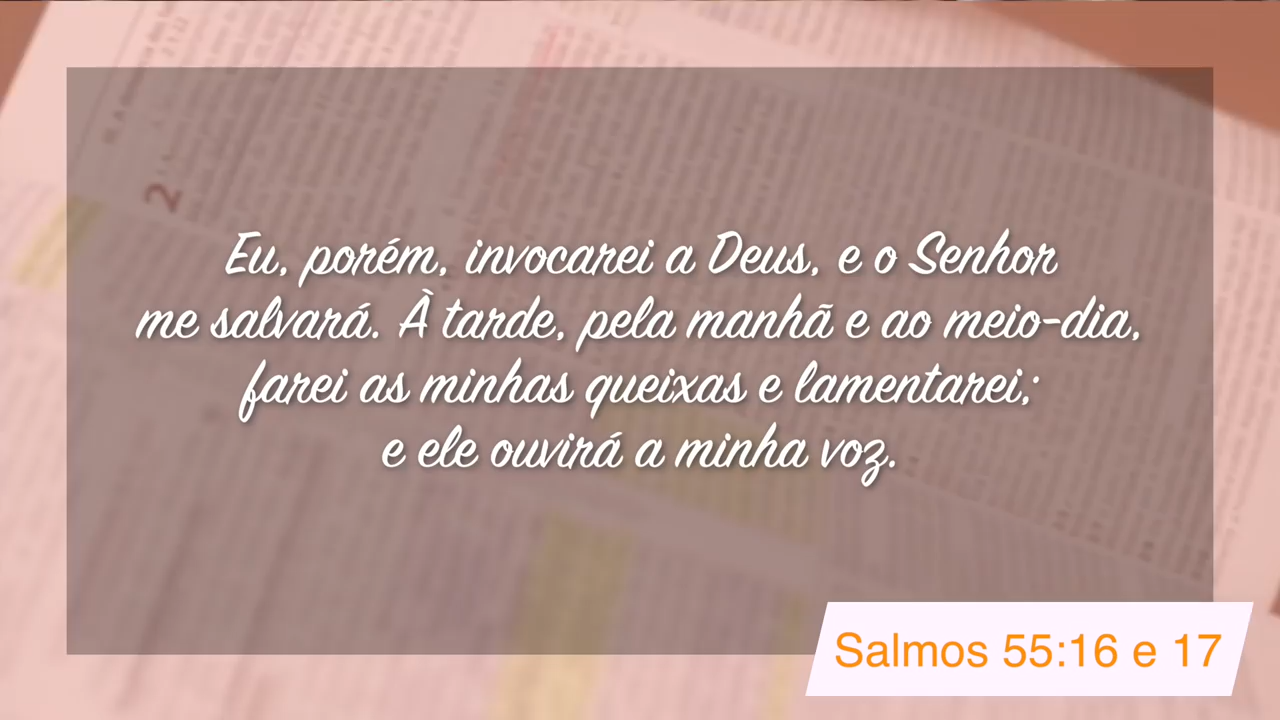 Eu, porém, invocarei a Deus, e o Senhor
me salvará. À tarde, pela manhã e ao meio-dia,
farei as minhas queixas e lamentarei;
e ele ouvirá a minha voz.
Salmos 55:16 e 17
2